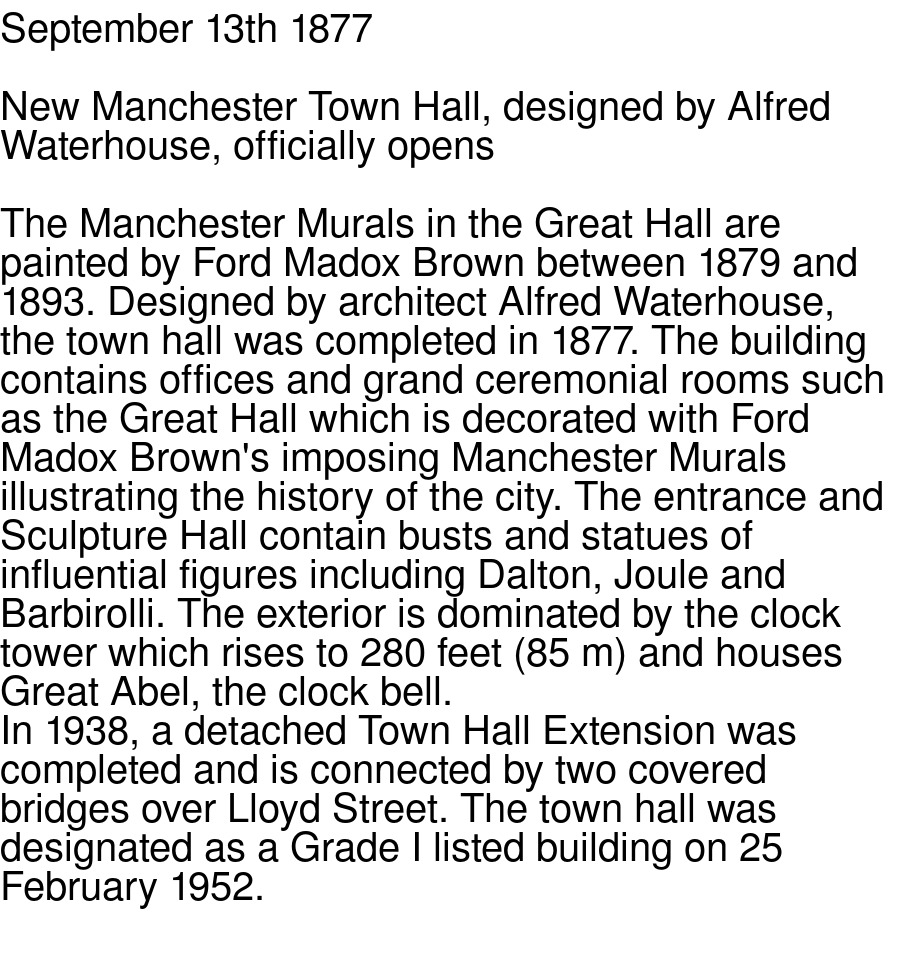 September 13th 1877
New Manchester Town Hall, designed by Alfred
Waterhouse, officially opens
The Manchester Murals in the Great Hall are
painted by Ford Madox Brown between 1879 and
1893. Designed by architect Alfred Waterhouse,
the town hall was completed in 1877. The building
contains offices and grand ceremonial rooms such
as the Great Hall which is decorated with Ford
Madox Brown's imposing Manchester Murals
illustrating the history of the city. The entrance and
Sculpture Hall contain busts and statues of
influential figures including Dalton, Joule and
Barbirolli. The exterior is dominated by the clock
tower which rises to 280 feet (85 m) and houses
Great Abel, the clock bell.
In 1938, a detached Town Hall Extension was
completed and is connected by two covered
bridges over Lloyd Street. The town hall was
designated as a Grade I listed building on 25
February 1952.